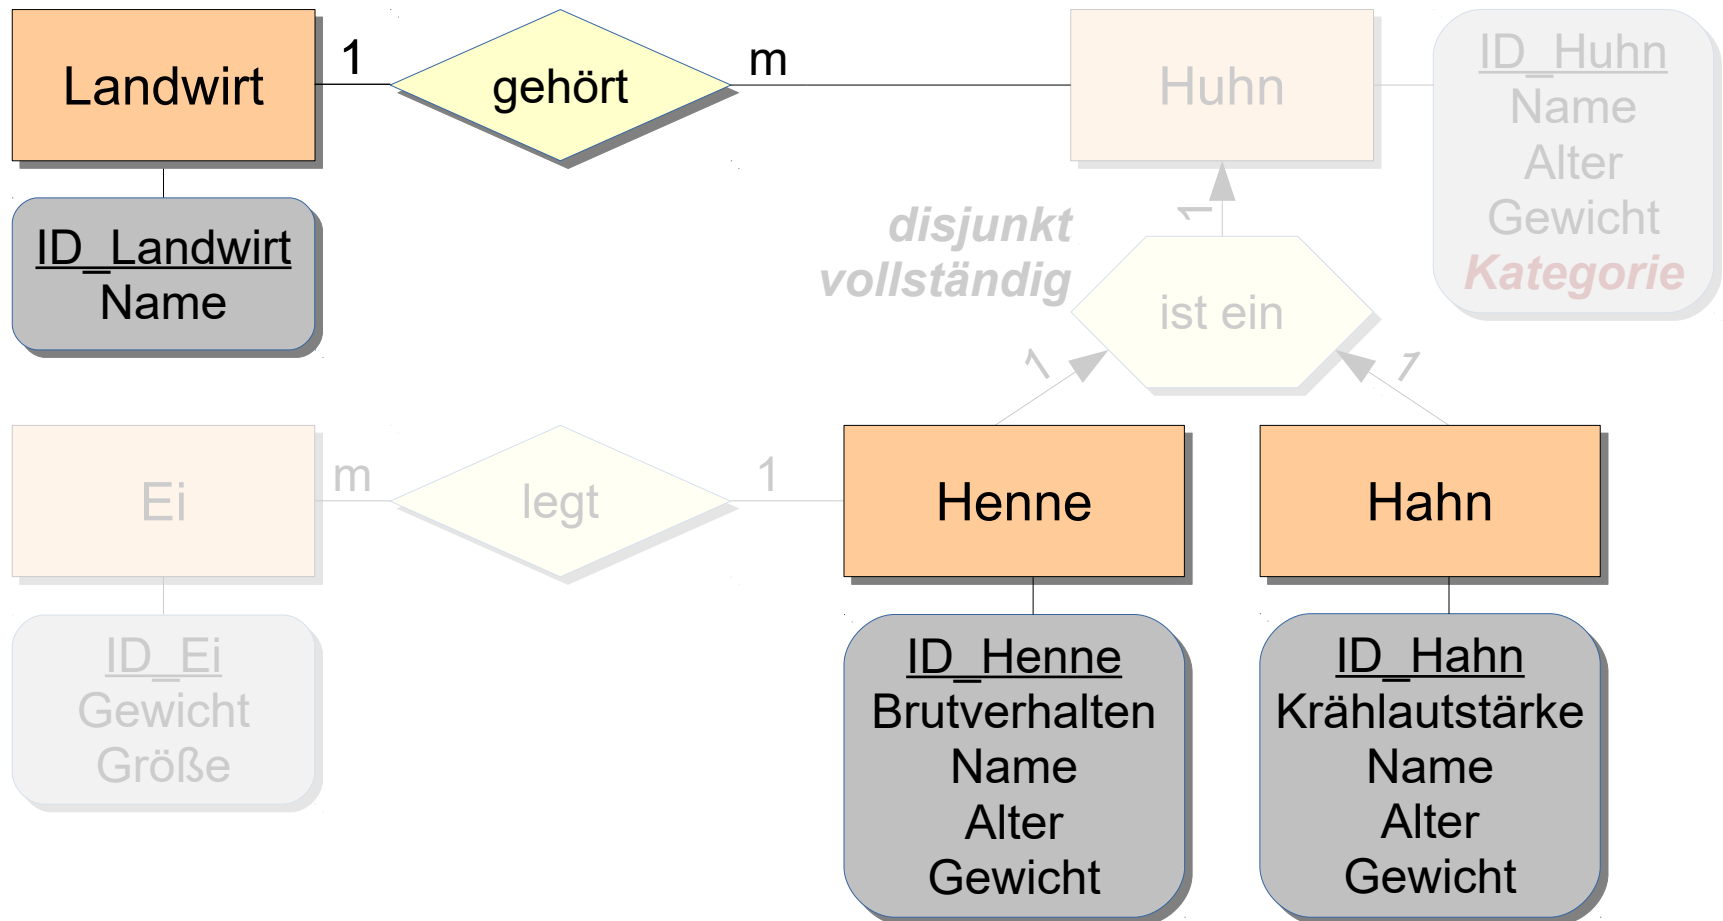 Landwirt
1
gehört
m
Huhn
ID_Huhn
Name
Alter
Gewicht
Kategorie
ID_Landwirt
Name
disjunkt
vollständig
1
ist ein
1
1
Ei
m
legt
1
Henne
Hahn
ID_Ei
Gewicht
Größe
ID_Henne
Brutverhalten
Name
Alter
Gewicht
ID_Hahn
Krählautstärke
Name
Alter
Gewicht